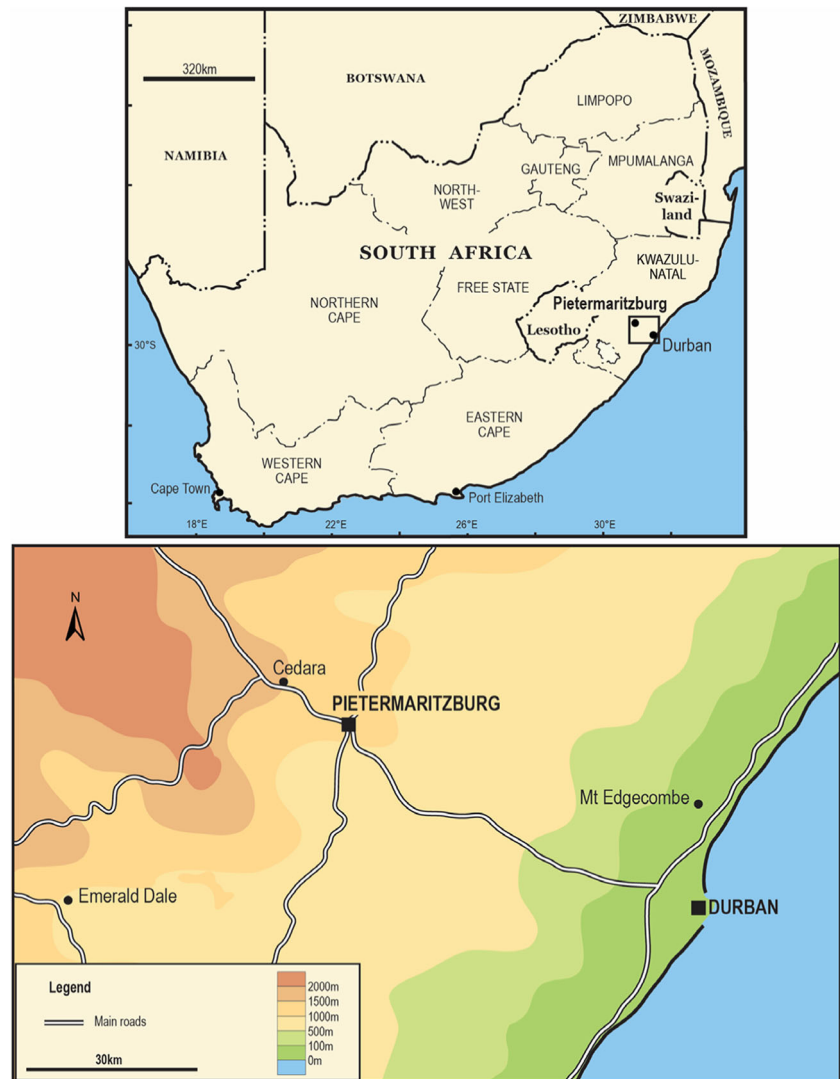 ZIMBABWE
320km
BOTSWANA
MOZAMBIQUE
LIMPOPO
NAMIBIA
GAUTENG
MPUMALANGA
NORTH-
WEST
Swazi-
land
SOUTH AFRICA
KWAZULU-
NATAL
FREE STATE
NORTHERN
CAPE
Pietermaritzburg
Lesotho
Durban
30°S
EASTERN
CAPE
WESTERN
CAPE
Cape Town
Port Elizabeth
18°E
22°E
26°E
30°E
N
Cedara
PIETERMARITZBURG
Mt Edgecombe
Emerald Dale
DURBAN
Legend
Main roads
30km
2000m
1500m
1000m
500m
100m
0m